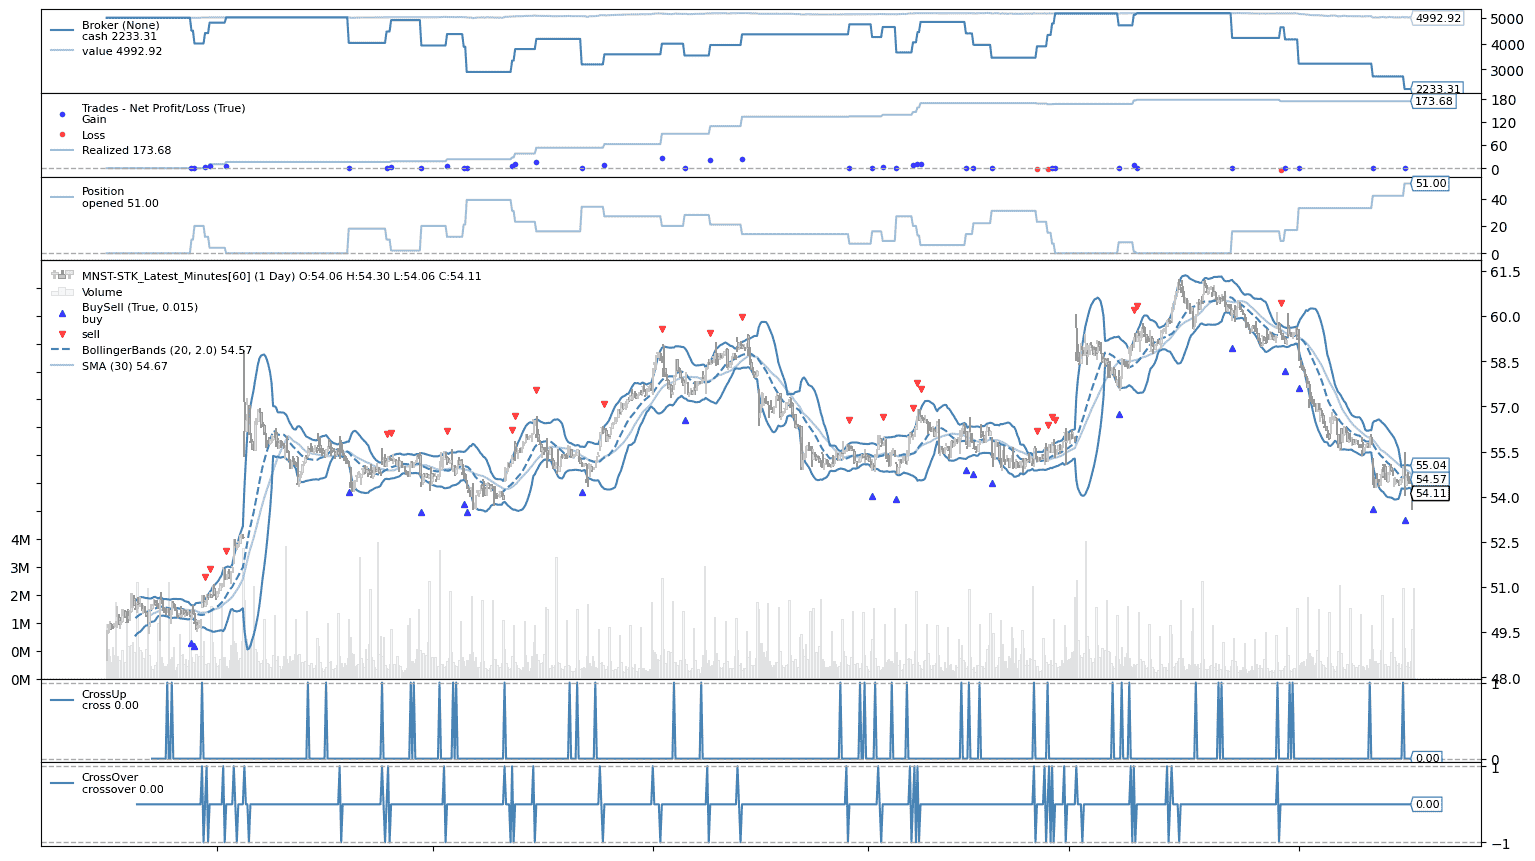 Broker (None)
cash 2233.31
value 4992.92
4992.92
2233.31
5000
4000
3000
Trades - Net Profit/Loss (True)
Gain
Loss
Realized 173.68
173.68
180
120
60
0
Position
opened 51.00
51.00
40
20
0
MNST-STK_Latest_Minutes[60] (1 Day) O:54.06 H:54.30 L:54.06 C:54.11
Volume
BuySell (True, 0.015)
buy
sell
BollingerBands (20, 2.0) 54.57
SMA (30) 54.67
4M
3M
2M
1M
0M
0M
61.5
60.0
58.5
57.0
55.5
54.0
52.5
51.0
49.5
48.0
55.04
54.57
54.11
CrossUp
cross 0.00
1
0
0.00
CrossOver
crossover 0.00
1
0.00
−1